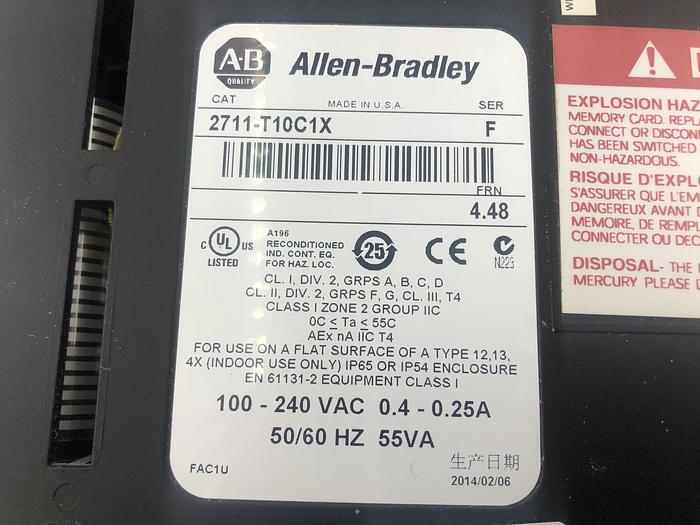 A-B
QUALITY
Allen-Bradley
CAT
MADE IN U.S.A.
SER
2711-T10C1X
F
FRN
4.48
C UL US
LISTED
A196
RECONDITIONED
IND. CONT. EQ.
FOR HAZ. LOC.
25
CE
N223
CL. I, DIV. 2, GRPS A, B, C, D
CL. II, DIV. 2, GRPS F, G, CL. III, T4
CLASS I ZONE 2 GROUP IIC
0C ≤ Ta ≤ 55C
AEx nA IIC T4
FOR USE ON A FLAT SURFACE OF A TYPE 12,13,
4X (INDOOR USE ONLY) IP65 OR IP54 ENCLOSURE
EN 61131-2 EQUIPMENT CLASS I
100 - 240 VAC 0.4 - 0.25A
50/60 HZ 55VA
FAC1U
生产日期
2014/02/06
EXPLOSION HAZ
MEMORY CARD. REPL
CONNECT OR DISCON
HAS BEEN SWITCHED
NON-HAZARDOUS.
RISQUE D'EXPL
S'ASSURER QUE L'EM
DANGEREUX AVANT D
MEMOIRE, DE REMPL
CONNECTER OU DEC
DISPOSAL- THE
MERCURY PLEASE D